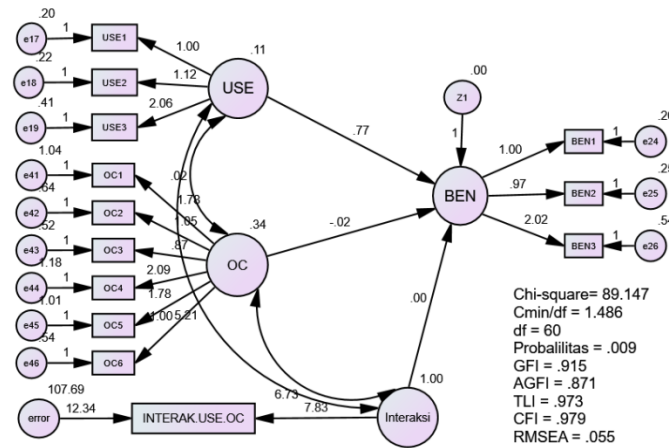 .20
e17
1
USE1
1.00
.11
.22
e18
1
USE2
1.12
USE
.41
e19
1
USE3
2.06
.00
Z1
1
.77
.26
1.00
BEN1
1
e24
BEN
.97
BEN2
1
.25
e25
2.02
BEN3
1
.54
e26
1.04
e41
1
OC1
.02
1.73
.64
e42
1
OC2
1.05
.34
.52
e43
1
OC3
.87
OC
-.02
1.18
e44
1
OC4
2.09
1.01
e45
1
OC5
1.78
.54
e46
1
OC6
1.00
5.21
.00
107.69
error
12.34
INTERAK.USE.OC
6.73
7.83
1.00
Interaksi
Chi-square= 89.147
Cmin/df = 1.486
df = 60
Probalilitas = .009
GFI = .915
AGFI = .871
TLI = .973
CFI = .979
RMSEA = .055